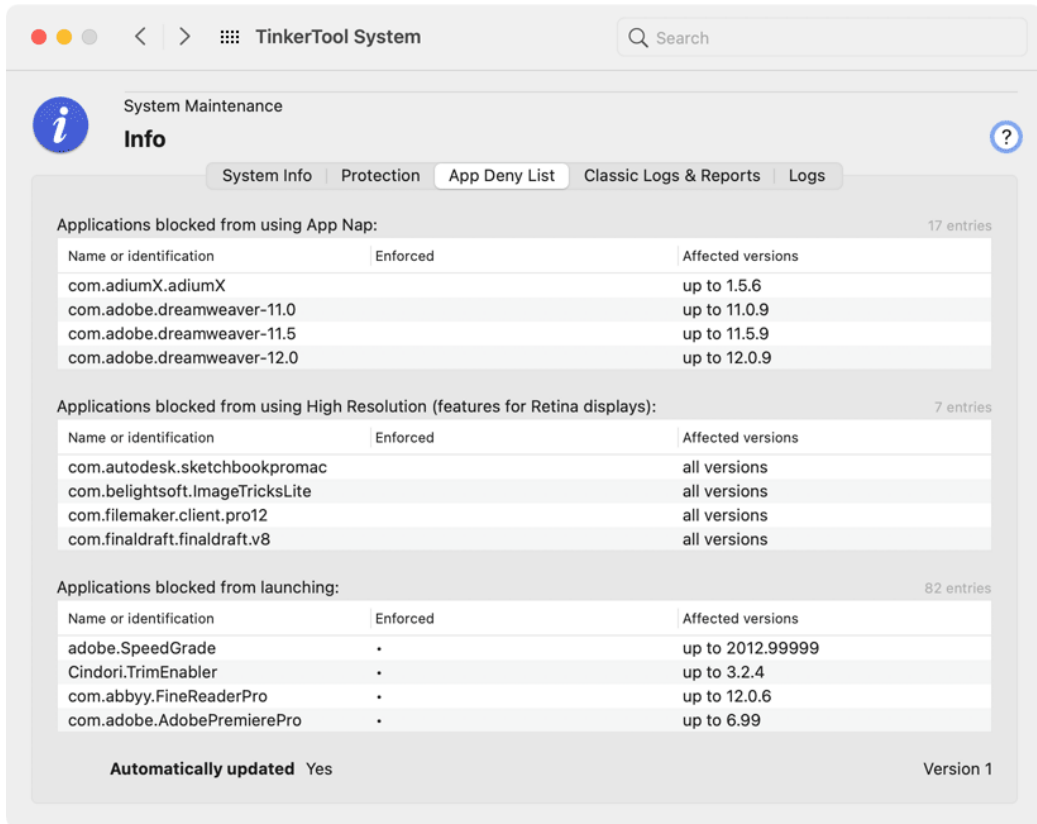 TinkerTool System
Search
System Maintenance
Info
?
System Info Protection App Deny List Classic Logs & Reports Logs
Applications blocked from using App Nap: 17 entries
Name or identification Enforced Affected versions
com.adiumX.adiumX up to 1.5.6
com.adobe.dreamweaver-11.0 up to 11.0.9
com.adobe.dreamweaver-11.5 up to 11.5.9
com.adobe.dreamweaver-12.0 up to 12.0.9
Applications blocked from using High Resolution (features for Retina displays): 7 entries
Name or identification Enforced Affected versions
com.autodesk.sketchbookpromac all versions
com.belightsoft.ImageTricksLite all versions
com.filemaker.client.pro12 all versions
com.finaldraft.finaldraft.v8 all versions
Applications blocked from launching: 82 entries
Name or identification Enforced Affected versions
adobe.SpeedGrade • up to 2012.99999
Cindori.TrimEnabler • up to 3.2.4
com.abbyy.FineReaderPro • up to 12.0.6
com.adobe.AdobePremierePro • up to 6.99
Automatically updated Yes Version 1